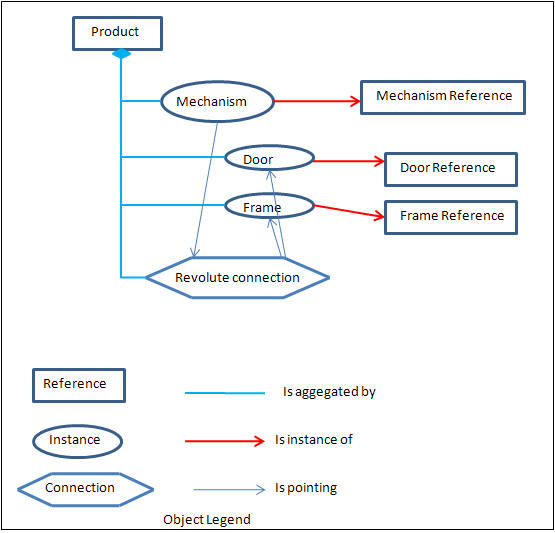 Product
Mechanism
Mechanism Reference
Door
Door Reference
Frame
Frame Reference
Revolute connection
Reference
Is aggegated by
Instance
Is instance of
Connection
Is pointing
Object Legend